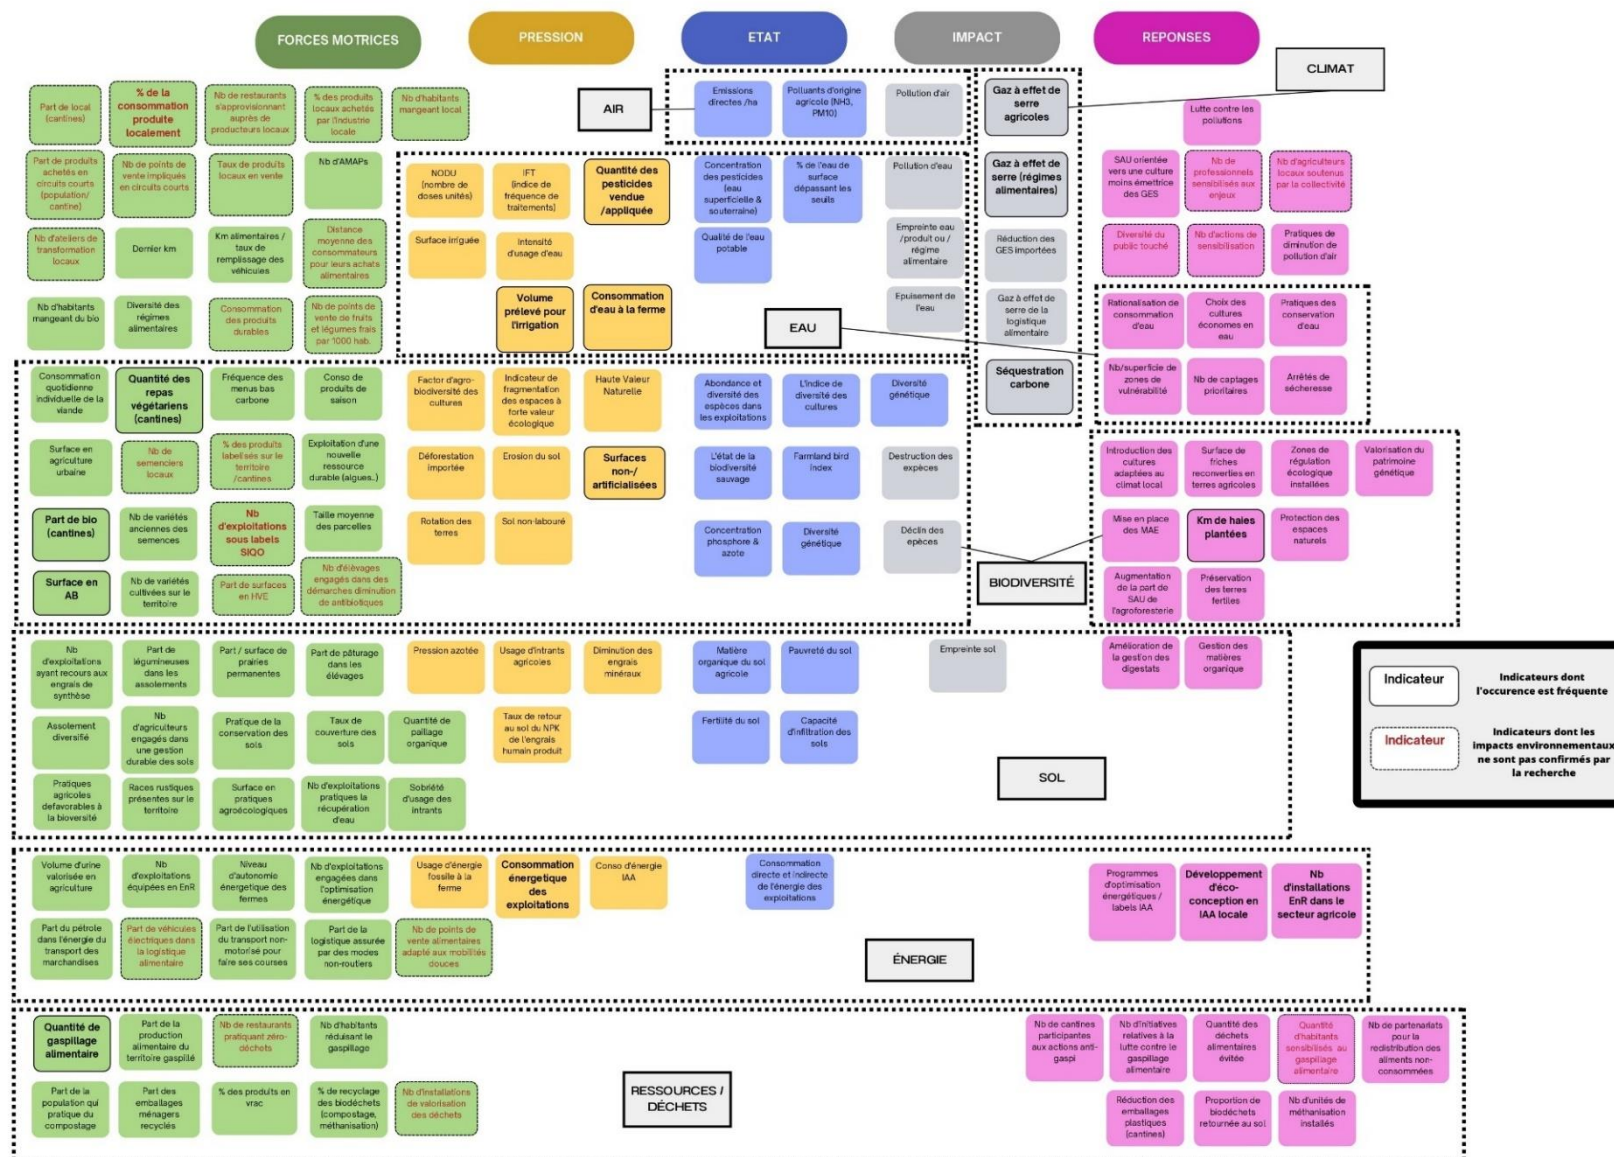 FORCES MOTRICES
PRESSION
ETAT
IMPACT
REPONSES
CLIMAT
AIR
Part de local
(cantines)
% de la
consommation
produite
localement
Nb de restaurants
s'approvisionnant
auprès de
producteurs locaux
% des produits
locaux achetés
par l'industrie
locale
Nb d'habitants
mangeant local
Emissions
directes /ha
Polluants d'origine
agricole (NH3,
PM10)
Pollution d'air
Gaz à effet de
serre
agricoles
Lutte contre les
pollutions
Part de produits
achetés en
circuits courts
(population/
cantine)
Nb de points de
vente impliqués
en circuits courts
Taux de produits
locaux en vente
Nb d'AMAPs
NODU
(nombre de
doses unités)
IFT
(indice de
fréquence de
traitements)
Quantité des
pesticides
vendue
/appliquée
Concentration
des pesticides
(eau
superficielle &
souterraine)
% de l'eau de
surface
dépassant les
seuils
Pollution d'eau
Gaz à effet de
serre (régimes
alimentaires)
SAU orientée
vers une culture
moins émettrice
des GES
Nb de
professionnels
sensibilisés aux
enjeux
Nb d'agriculteurs
locaux soutenus
par la collectivité
Nb d'ateliers de
transformation
locaux
Dernier km
Km alimentaires /
taux de
remplissage des
véhicules
Distance
moyenne des
consommateurs
pour leurs achats
alimentaires
Surface irriguée
Intensité
d'usage d'eau
Qualité de l'eau
potable
Empreinte eau
/produit ou /
régime
alimentaire
Réduction des
GES importées
Diversité du
public touché
Nb d'actions de
sensibilisation
Pratiques de
diminution de
pollution d'air
Nb d'habitants
mangeant du bio
Diversité des
régimes
alimentaires
Consommation
des produits
durables
Nb de points de
vente de fruits
et légumes frais
par 1000 hab.
Volume
prélevé pour
l'irrigation
Consommation
d'eau à la ferme
EAU
Epuisement de
l'eau
Gaz à effet de
serre de la
logistique
alimentaire
Rationalisation de
consommation
d'eau
Choix des
cultures
économes en
eau
Pratiques des
conservation
d'eau
Consommation
quotidienne
individuelle de la
viande
Quantité des
repas
végétariens
(cantines)
Fréquence des
menus bas
carbone
Conso de
produits de
saison
Factor d'agro-
biodiversité des
cultures
Indicateur de
fragmentation
des espaces à
forte valeur
écologique
Haute Valeur
Naturelle
Abondance et
diversité des
espèces dans
les exploitations
L'indice de
diversité des
cultures
Diversité
génétique
Séquestration
carbone
Nb/superficie de
zones de
vulnérabilité
Nb de captages
prioritaires
Arrêtés de
sécheresse
Surface en
agriculture
urbaine
Nb de
semenciers
locaux
% des produits
labelisés sur le
territoire
/cantines
Exploitation d'une
nouvelle
ressource
durable (algues..)
Déforestation
importée
Erosion du sol
Surfaces
non-/
artificialisées
L'état de la
biodiversité
sauvage
Farmland bird
index
Destruction des
expèces
Introduction des
cultures
adaptées au
climat local
Surface de
friches
reconverties en
terres agricoles
Zones de
régulation
écologique
installées
Valorisation du
patrimoine
génétique
Part de bio
(cantines)
Nb de variétés
anciennes des
semences
Nb
d'exploitations
sous labels
SIQO
Taille moyenne
des parcelles
Rotation des
terres
Sol non-labouré
Concentration
phosphore &
azote
Diversité
génétique
Déclin des
epèces
Mise en place
des MAE
Km de haies
plantées
Protection des
espaces
naturels
Surface en
AB
Nb de variétés
cultivées sur le
territoire
Part de surfaces
en HVE
Nb d'élèvages
engagés dans des
démarches diminution
de antibiotiques
BIODIVERSITÉ
Augmentation
de la part de
SAU de
l'agroforesterie
Préservation
des terres
fertiles
Nb
d'exploitations
ayant recours aux
engrais de
synthèse
Part de
légumineuses
dans les
assolements
Part / surface de
prairies
permanentes
Part de pâturage
dans les
élévages
Pression azotée
Usage d'intrants
agricoles
Diminution des
engrais
minéraux
Matière
organique du sol
agricole
Pauvreté du sol
Empreinte sol
Amélioration de
la gestion des
digestats
Gestion des
matières
organique
Assolement
diversifié
Nb
d'agriculteurs
engagés dans
une gestion
durable des sols
Pratique de la
conservation des
sols
Taux de
couverture des
sols
Quantité de
paillage
organique
Taux de retour
au sol du NPK
de l'engrais
humain produit
Fertilité du sol
Capacité
d'infiltration des
sols
SOL
Pratiques
agricoles
defavorables à
la bioversité
Races rustiques
présentes sur le
territoire
Surface en
pratiques
agroécologiques
Nb d'exploitations
pratiques la
récupération
d'eau
Sobriété
d'usage des
intrants
Indicateur
Indicateurs dont
l'occurence est fréquente
Indicateur
Indicateurs dont les
impacts environnementaux
ne sont pas confirmés par
la recherche
Volume d'urine
valorisée en
agriculture
Nb
d'exploitations
équipées en EnR
Niveau
d'autonomie
énergetique des
fermes
Nb d'exploitations
engagées dans
l'optimisation
énergétique
Usage d'énergie
fossile à la
ferme
Consommation
énergetique
des
exploitations
Conso d'énergie
IAA
Consommation
directe et indirecte
de l'énergie des
exploitations
Programmes
d'optimisation
énergétiques /
labels IAA
Développement
d'éco-
conception en
IAA locale
Nb
d'installations
EnR dans le
secteur agricole
Part du pétrole
dans l'énergie du
transport des
marchandises
Part de véhicules
électriques dans
la logistique
alimentaire
Part de l'utilisation
du transport non-
motorisé pour
faire ses courses
Part de la
logistique assurée
par des modes
non-routiers
Nb de points de
vente alimentaires
adapté aux mobilités
douces
ÉNERGIE
Quantité de
gaspillage
alimentaire
Part de la
production
alimentaire du
territoire gaspillé
Nb de restaurants
pratiquant zéro-
déchets
Nb d'habitants
réduisant le
gaspillage
Nb de cantines
participantes
aux actions anti-
gaspi
Nb d'initiatives
relatives à la
lutte contre le
gaspillage
alimentaire
Quantité des
déchets
alimentaires
évitée
Quantité
d'habitants
sensibilisés au
gaspillage
alimentaire
Nb de partenariats
pour la
redistribution des
aliments non-
consommées
Part de la
population qui
pratique du
compostage
Part des
emballages
ménagers
recyclés
% des produits en
vrac
% de recyclage
des biodéchets
(compostage,
méthanisation)
Nb d'installations
de valorisation
des déchets
RESSOURCES /
DÉCHETS
Réduction des
emballages
plastiques
(cantines)
Proportion de
biodéchets
retournée au sol
Nb d'unités de
méthanisation
installés